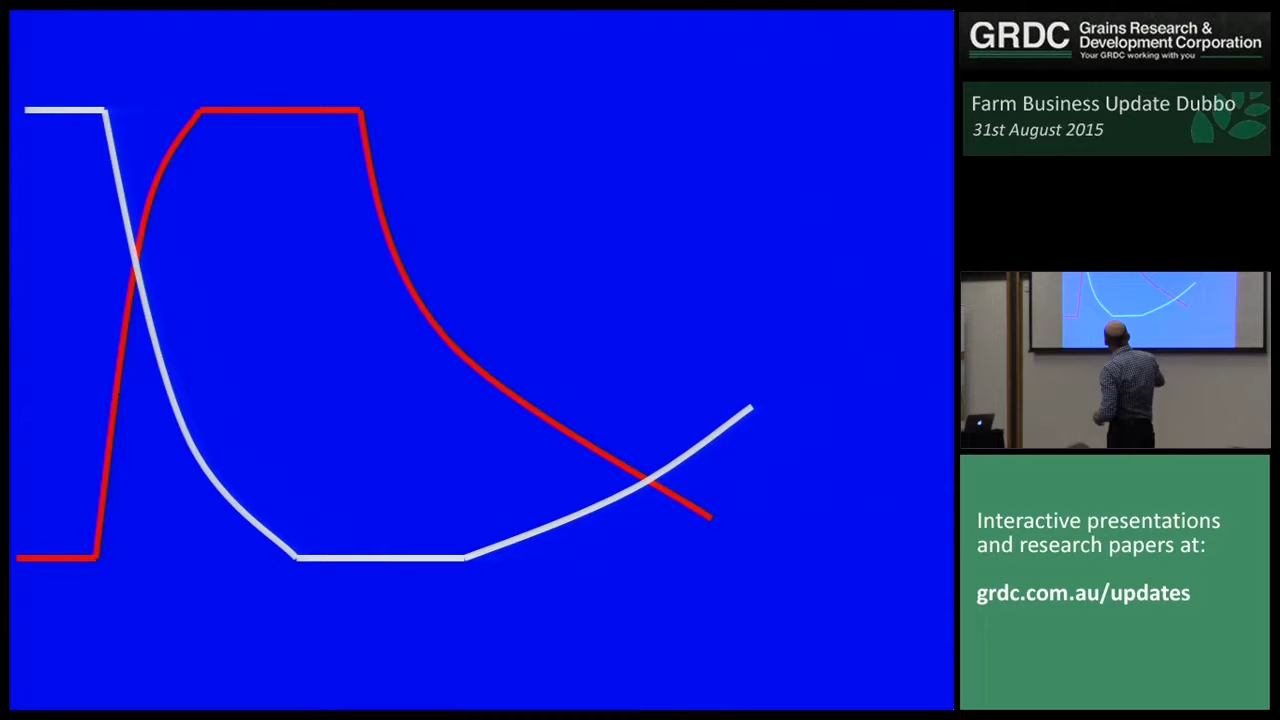 GRDC
Grains Research &
Development Corporation
Your GRDC working with you
Farm Business Update Dubbo
31st August 2015
Interactive presentations
and research papers at:
grdc.com.au/updates